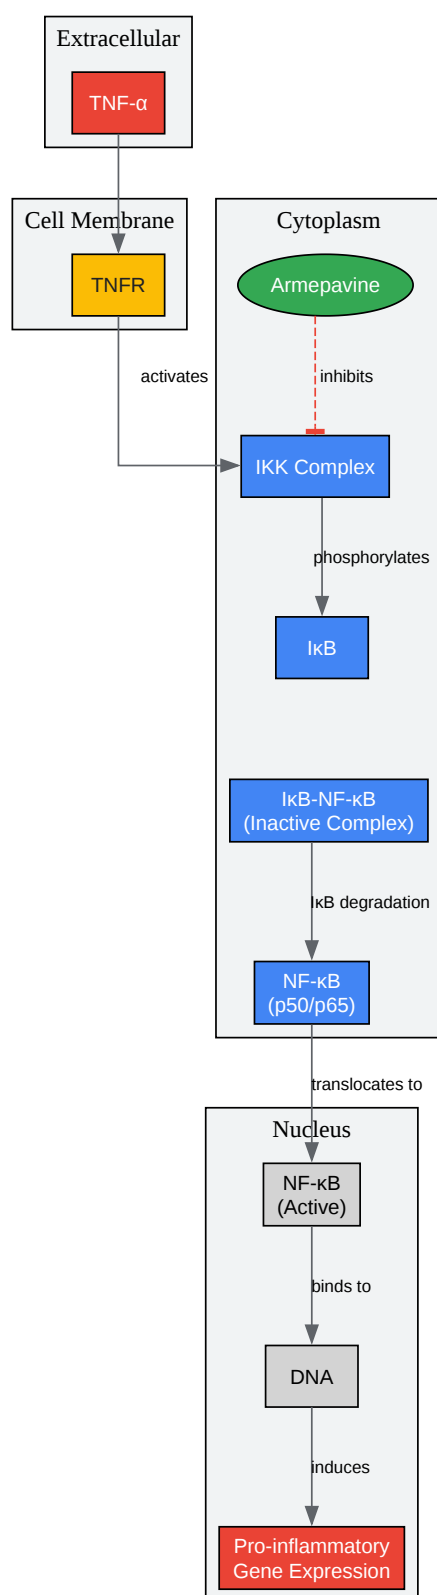 Extracellular
TNF-α
Cell Membrane
TNFR
activates
Cytoplasm
Armepavine
inhibits
IKK Complex
phosphorylates
IκB
IκB-NF-κB
(Inactive Complex)
IκB degradation
NF-κB
(p50/p65)
translocates to
Nucleus
NF-κB
(Active)
binds to
DNA
induces
Pro-inflammatory
Gene Expression